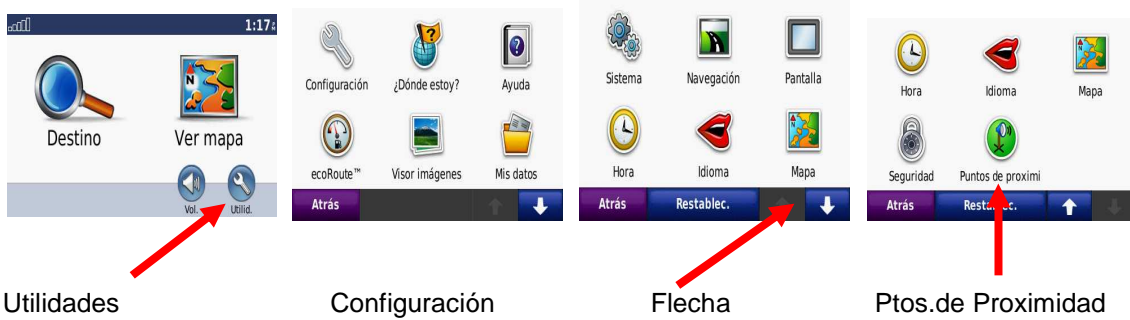 1:17
Destino
Ver mapa
Vol.
Utilid.
Configuración
¿Dónde estoy?
Ayuda
ecoRoute™
Visor imágenes
Mis datos
Atrás
Sistema
Navegación
Pantalla
Hora
Idioma
Mapa
Atrás
Restablec.
Hora
Idioma
Mapa
Seguridad
Puntos de proximi
Atrás
Restablec.
Utilidades
Configuración
Flecha
Ptos.de Proximidad